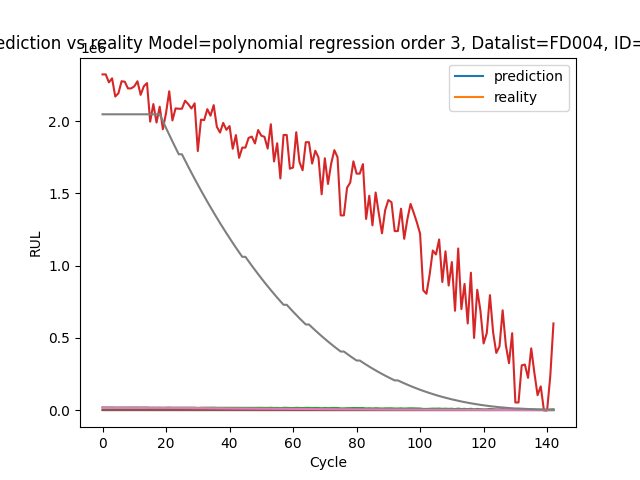 ediction vs reality Model=polynomial regression order 3, Datalist=FD004, ID=
1e6
prediction
reality
2.0
1.5
1.0
0.5
0.0
RUL
0 20 40 60 80 100 120 140
Cycle